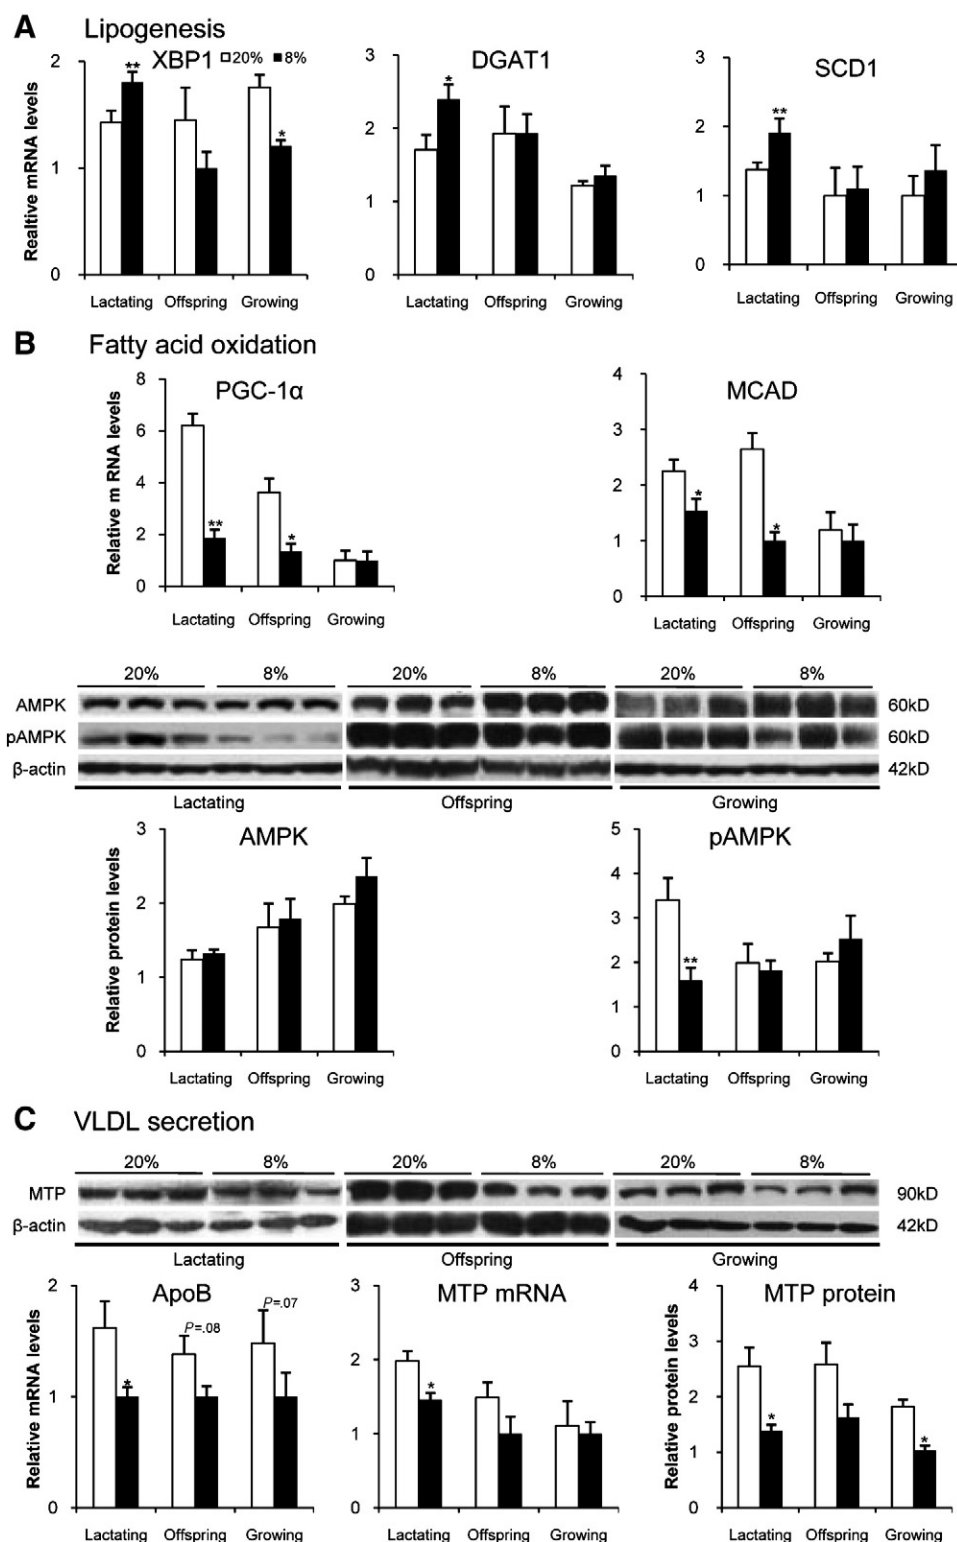 A Lipogenesis
XBP1 20% 8%
DGAT1
SCD1
Realtive mRNA levels
2
1
0
**
*
Lactating Offspring Growing
3
2
1
0
*
Lactating Offspring Growing
3
2
1
0
**
Lactating Offspring Growing
B Fatty acid oxidation
PGC-1α
Relative m RNA levels
8
6
4
2
0
**
*
Lactating Offspring Growing
MCAD
4
3
2
1
0
*
*
Lactating Offspring Growing
20% 8% 20% 8% 20% 8%
AMPK 60kD
pAMPK 60kD
β-actin 42kD
Lactating Offspring Growing
AMPK
Relative protein levels
3
2
1
0
Lactating Offspring Growing
pAMPK
5
4
3
2
1
0
**
Lactating Offspring Growing
C VLDL secretion
20% 8% 20% 8% 20% 8%
MTP 90kD
β-actin 42kD
Lactating Offspring Growing
ApoB
Relative mRNA levels
2
1
0
*
P=.08
P=.07
Lactating Offspring Growing
MTP mRNA
3
2
1
0
*
Lactating Offspring Growing
MTP protein
Relative protein levels
4
3
2
1
0
*
*
Lactating Offspring Growing